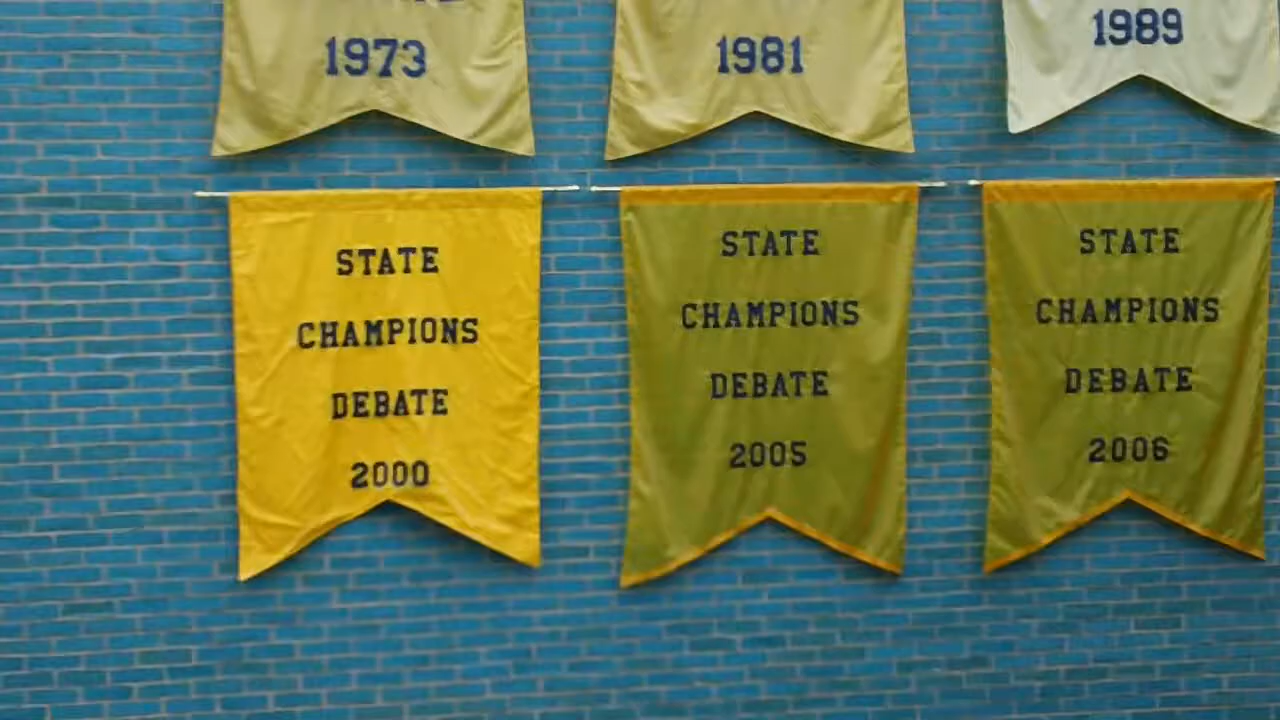 1973
1981
1989
STATE
CHAMPIONS
DEBATE
2000
STATE
CHAMPIONS
DEBATE
2005
STATE
CHAMPIONS
DEBATE
2006